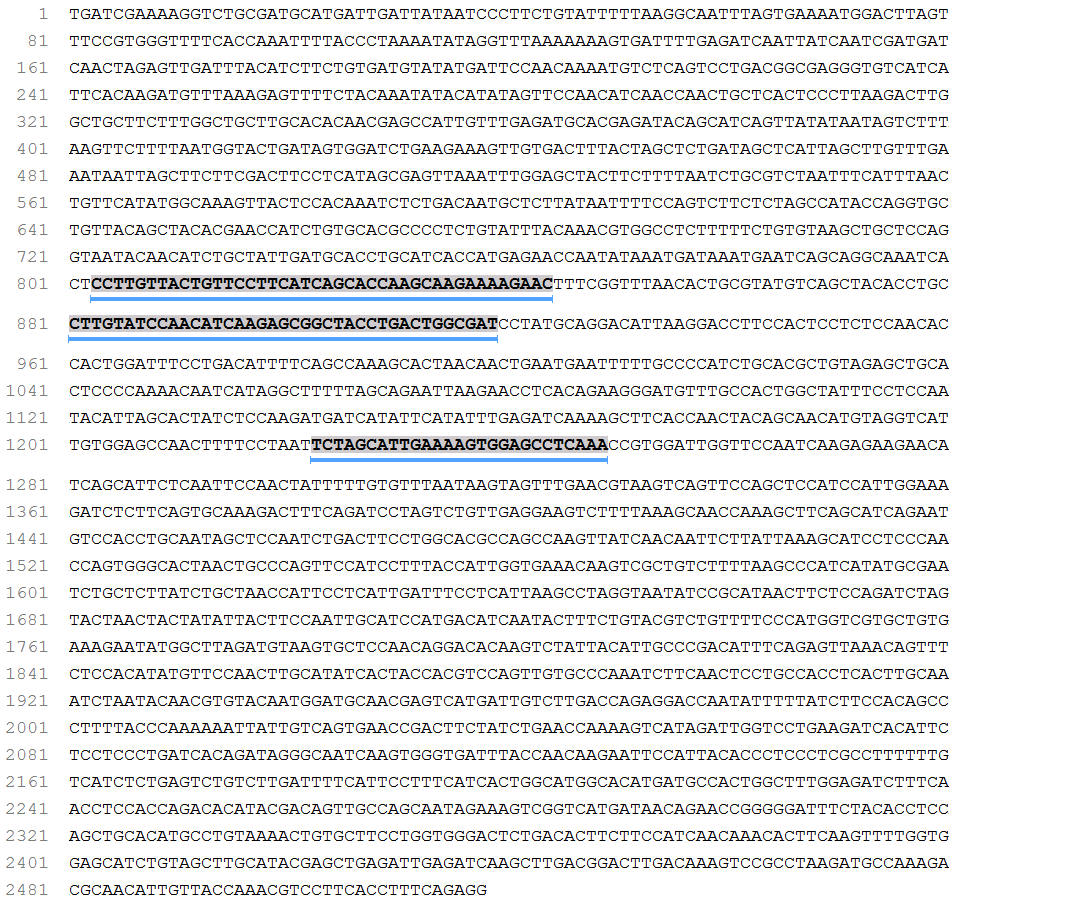 1 TGATCGAAAAGGTCTGCGATGCATGATTGATTATAATCCCTTCTGTATTTTTAAGGCAATTTAGTGAAAATGGACTTAGT
81 TTCCGTGGGTTTTCACCAAATTTTACCCTAAAATATAGGTTTAAAAAAAGTGATTTTGAGATCAATTATCAATCGATGAT
161 CAACTAGAGTTGATTTACATCTTCTGTGATGTATATGATTCCAACAAAATGTCTCAGTCCTGACGGCGAGGGTGTCATCA
241 TTCACAAGATGTTTAAAGAGTTTTCTACAAATATACATATAGTTCCAACATCAACCAACTGCTCACTCCCTTAAGACTTG
321 GCTGCTTCTTTGGCTGCTTGCACACAACGAGCCATTGTTTGAGATGCACGAGATACAGCATCAGTTATATAATAGTCTTT
401 AAGTTCTTTTAATGGTACTGATAGTGGATCTGAAGAAAGTTGTGACTTTACTAGCTCTGATAGCTCATTAGCTTGTTTGA
481 AATAATTAGCTTCTTCGACTTCCTCATAGCGAGTTAAATTTGGAGCTACTTCTTTTAATCTGCGTCTAATTTCATTTAAC
561 TGTTCATATGGCAAAGTTACTCCACAAATCTCTGACAATGCTCTTATAATTTTCCAGTCTTCTCTAGCCATACCAGGTGC
641 TGTTACAGCTACACGAACCATCTGTGCACGCCCCTCTGTATTTACAAACGTGGCCTCTTTTTCTGTGTAAGCTGCTCCAG
721 GTAATACAACATCTGCTATTGATGCACCTGCATCACCATGAGAACCAATATAAATGATAAATGAATCAGCAGGCAAATCA
801 CTCCTTGTTACTGTTCCTTCATCAGCACCAAGCAAGAAAAGAACTTTCGGTTTAACACTGCGTATGTCAGCTACACCTGC
881 CTTGTATCCAACATCAAGAGCGGCTACCTGACTGGCGATCCTATGCAGGACATTAAGGACCTTCCACTCCTCTCCAACAC
961 CACTGGATTTCCTGACATTTTCAGCCAAAGCACTAACAACTGAATGAATTTTTGCCCCATCTGCACGCTGTAGAGCTGCA
1041 CTCCCCAAAACAATCATAGGCTTTTTAGCAGAATTAAGAACCTCACAGAAGGGATGTTTGCCACTGGCTATTTCCTCCAA
1121 TACATTAGCACTATCTCCAAGATGATCATATTCATATTTGAGATCAAAAGCTTCACCAACTACAGCAACATGTAGGTCAT
1201 TGTGGAGCCAACTTTTCCTAATTCTAGCATTGAAAAGTGGAGCCTCAAACCGTGGATTGGTTCCAATCAAGAGAAGAACA
1281 TCAGCATTCTCAATTCCAACTATTTTTGTGTTTAATAAGTAGTTTGAACGTAAGTCAGTTCCAGCTCCATCCATTGGAAA
1361 GATCTCTTCAGTGCAAAGACTTTCAGATCCTAGTCTGTTGAGGAAGTCTTTTAAAGCAACCAAAGCTTCAGCATCAGAAT
1441 GTCCACCTGCAATAGCTCCAATCTGACTTCCTGGCACGCCAGCCAAGTTATCAACAATTCTTATTAAAGCATCCTCCCAA
1521 CCAGTGGGCACTAACTGCCCAGTTCCATCCTTTACCATTGGTGAAACAAGTCGCTGTCTTTTAAGCCCATCATATGCGAA
1601 TCTGCTCTTATCTGCTAACCATTCCTCATTGATTTCCTCATTAAGCCTAGGTAATATCCGCATAACTTCTCCAGATCTAG
1681 TACTAACTACTATATTACTTCCAATTGCATCCATGACATCAATACTTTCTGTACGTCTGTTTTCCCATGGTCGTGCTGTG
1761 AAAGAATATGGCTTAGATGTAAGTGCTCCAACAGGACACAAGTCTATTACATTGCCCGACATTTCAGAGTTAAACAGTTT
1841 CTCCACATATGTTCCAACTTGCATATCACTACCACGTCCAGTTGTGCCCAAATCTTCAACTCCTGCCACCTCACTTGCAA
1921 ATCTAATACAACGTGTACAATGGATGCAACGAGTCATGATTGTCTTGACCAGAGGACCAATATTTTTATCTTCCACAGCC
2001 CTTTTACCCAAAAAATTATTGTCAGTGAACCGACTTCTATCTGAACCAAAAGTCATAGATTGGTCCTGAAGATCACATTC
2081 TCCTCCCTGATCACAGATAGGGCAATCAAGTGGGTGATTTACCAACAAGAATTCCATTACACCCTCCCTCGCCTTTTTTG
2161 TCATCTCTGAGTCTGTCTTGATTTTCATTCCTTTCATCACTGGCATGGCACATGATGCCACTGGCTTTGGAGATCTTTCA
2241 ACCTCCACCAGACACATACGACAGTTGCCAGCAATAGAAAGTCGGTCATGATAACAGAACCGGGGGATTTCTACACCTCC
2321 AGCTGCACATGCCTGTAAAACTGTGCTTCCTGGTGGGACTCTGACACTTCTTCCATCAACAAACACTTCAAGTTTTGGTG
2401 GAGCATCTGTAGCTTGCATACGAGCTGAGATTGAGATCAAGCTTGACGGACTTGACAAAGTCCGCCTAAGATGCCAAAGA
2481 CGCAACATTGTTACCAAACGTCCTTCACCTTTCAGAGG